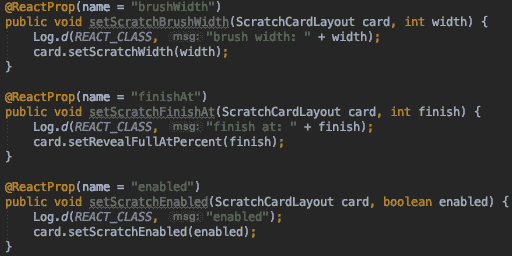 @ReactProp(name = "brushWidth")
public void setScratchBrushWidth(ScratchCardLayout card, int width) {
    Log.d(REACT_CLASS, msg: "brush width: " + width);
    card.setScratchWidth(width);
}

@ReactProp(name = "finishAt")
public void setScratchFinishAt(ScratchCardLayout card, int finish) {
    Log.d(REACT_CLASS, msg: "finish at: " + finish);
    card.setRevealFullAtPercent(finish);
}

@ReactProp(name = "enabled")
public void setScratchEnabled(ScratchCardLayout card, boolean enabled) {
    Log.d(REACT_CLASS, msg: "enabled");
    card.setScratchEnabled(enabled);
}